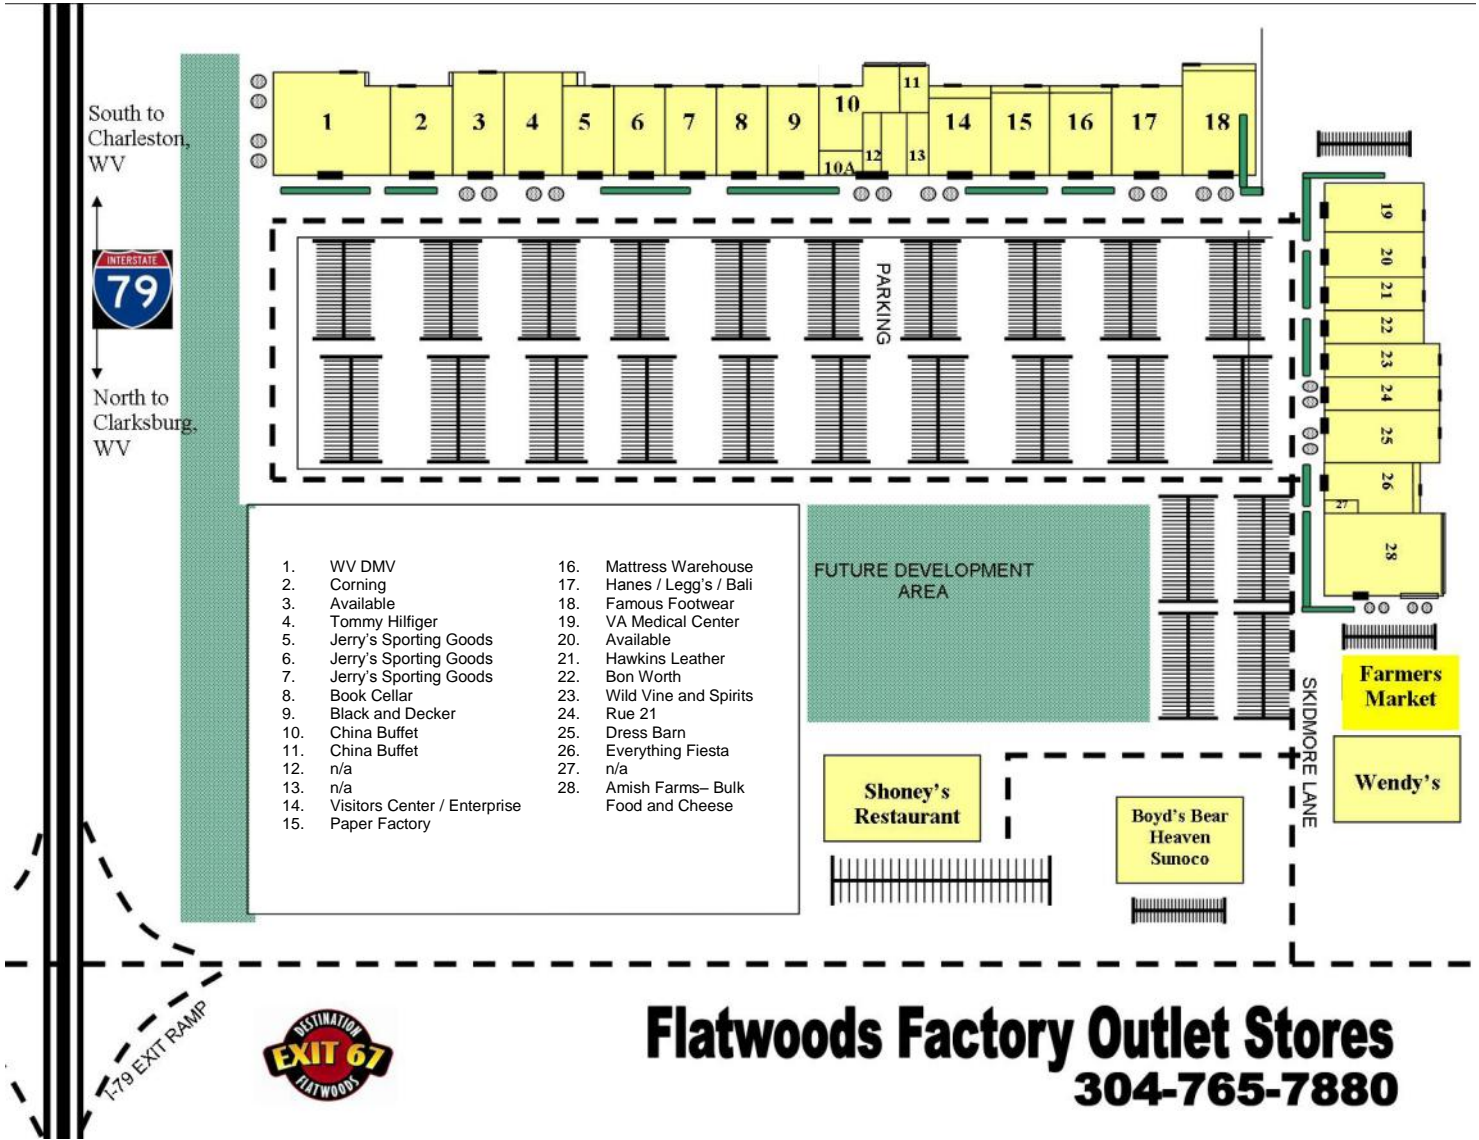 South to
Charleston,
WV
INTERSTATE
79
North to
Clarksburg,
WV
1
2
3
4
5
6
7
8
9
10
10A
11
12
13
14
15
16
17
18
PARKING
19
20
21
22
23
24
25
26
27
28
1. WV DMV
2. Corning
3. Available
4. Tommy Hilfiger
5. Jerry’s Sporting Goods
6. Jerry’s Sporting Goods
7. Jerry’s Sporting Goods
8. Book Cellar
9. Black and Decker
10. China Buffet
11. China Buffet
12. n/a
13. n/a
14. Visitors Center / Enterprise
15. Paper Factory
16. Mattress Warehouse
17. Hanes / Legg’s / Bali
18. Famous Footwear
19. VA Medical Center
20. Available
21. Hawkins Leather
22. Bon Worth
23. Wild Vine and Spirits
24. Rue 21
25. Dress Barn
26. Everything Fiesta
27. n/a
28. Amish Farms– Bulk
Food and Cheese
FUTURE DEVELOPMENT
AREA
SKIDMORE LANE
Farmers
Market
Wendy's
Shoney's
Restaurant
Boyd's Bear
Heaven
Sunoco
I-79 EXIT RAMP
DESTINATION
EXIT 67
FLATWOODS
Flatwoods Factory Outlet Stores
304-765-7880